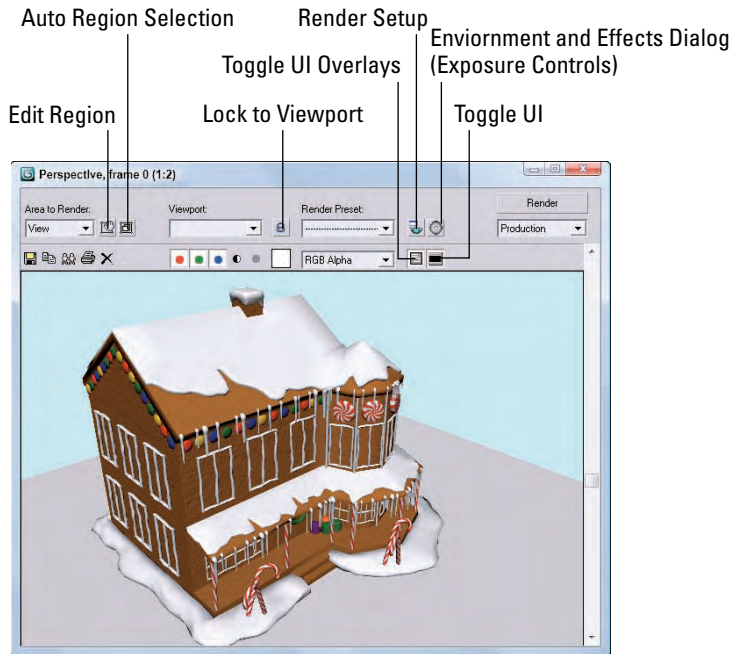 Auto Region Selection
Render Setup
Enviornment and Effects Dialog
(Exposure Controls)
Toggle UI Overlays
Edit Region
Lock to Viewport
Toggle UI
Perspective, frame 0 (1:2)
Area to Render:
Viewport:
Render Preset:
Render
View
Production
RGB Alpha